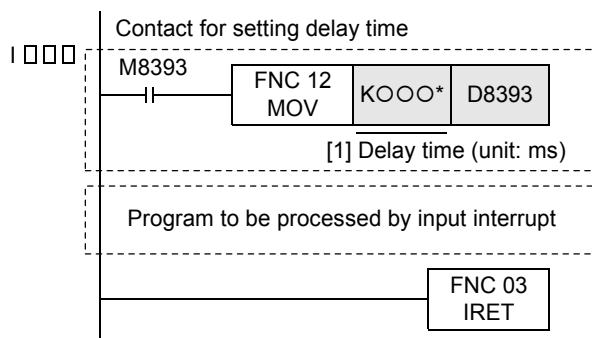 Contact for setting delay time
I □□□
M8393
FNC 12
MOV
K○○○*
D8393
[1] Delay time (unit: ms)
Program to be processed by input interrupt
FNC 03
IRET